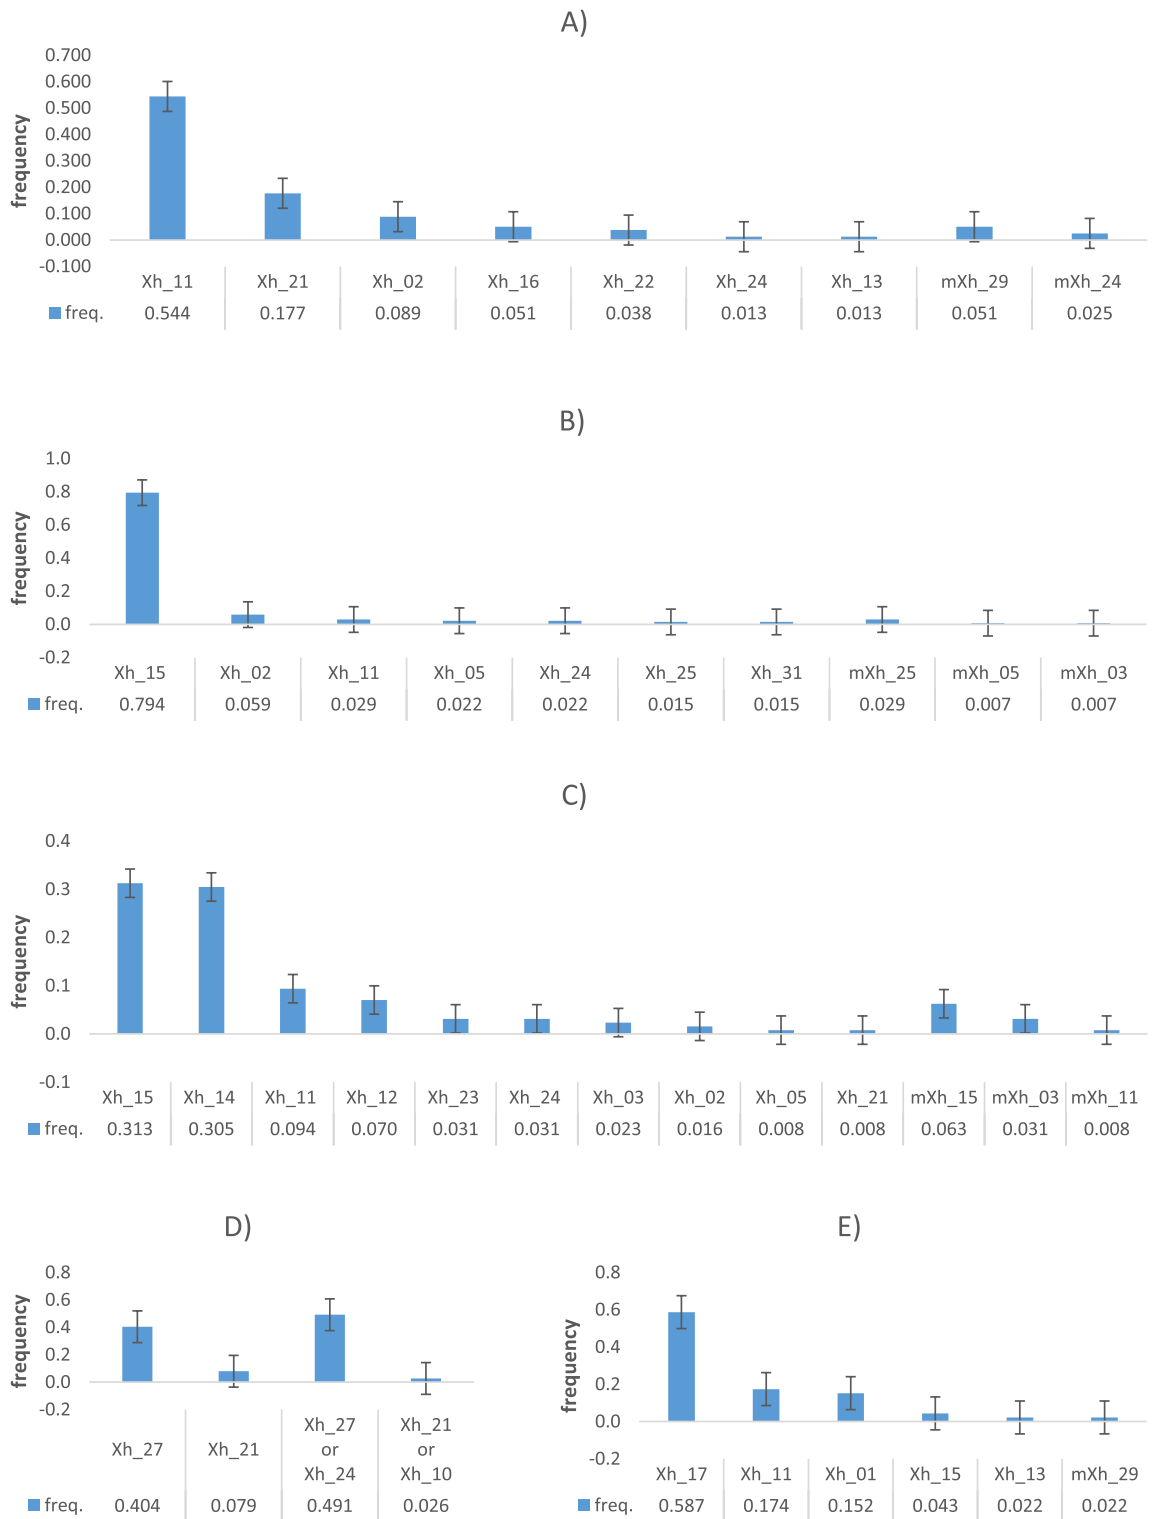 A)
frequency
0.700
0.600
0.500
0.400
0.300
0.200
0.100
0.000
-0.100
Xh_11 Xh_21 Xh_02 Xh_16 Xh_22 Xh_24 Xh_13 mXh_29 mXh_24
freq. 0.544 0.177 0.089 0.051 0.038 0.013 0.013 0.051 0.025
B)
frequency
1.0
0.8
0.6
0.4
0.2
0.0
-0.2
Xh_15 Xh_02 Xh_11 Xh_05 Xh_24 Xh_25 Xh_31 mXh_25 mXh_05 mXh_03
freq. 0.794 0.059 0.029 0.022 0.022 0.015 0.015 0.029 0.007 0.007
C)
frequency
0.4
0.3
0.2
0.1
0.0
-0.1
Xh_15 Xh_14 Xh_11 Xh_12 Xh_23 Xh_24 Xh_03 Xh_02 Xh_05 Xh_21 mXh_15 mXh_03 mXh_11
freq. 0.313 0.305 0.094 0.070 0.031 0.031 0.023 0.016 0.008 0.008 0.063 0.031 0.008
D)
frequency
0.8
0.6
0.4
0.2
0.0
-0.2
Xh_27 Xh_21 Xh_27 or Xh_24 Xh_21 or Xh_10
freq. 0.404 0.079 0.491 0.026
E)
frequency
0.8
0.6
0.4
0.2
0.0
-0.2
Xh_17 Xh_11 Xh_01 Xh_15 Xh_13 mXh_29
freq. 0.587 0.174 0.152 0.043 0.022 0.022